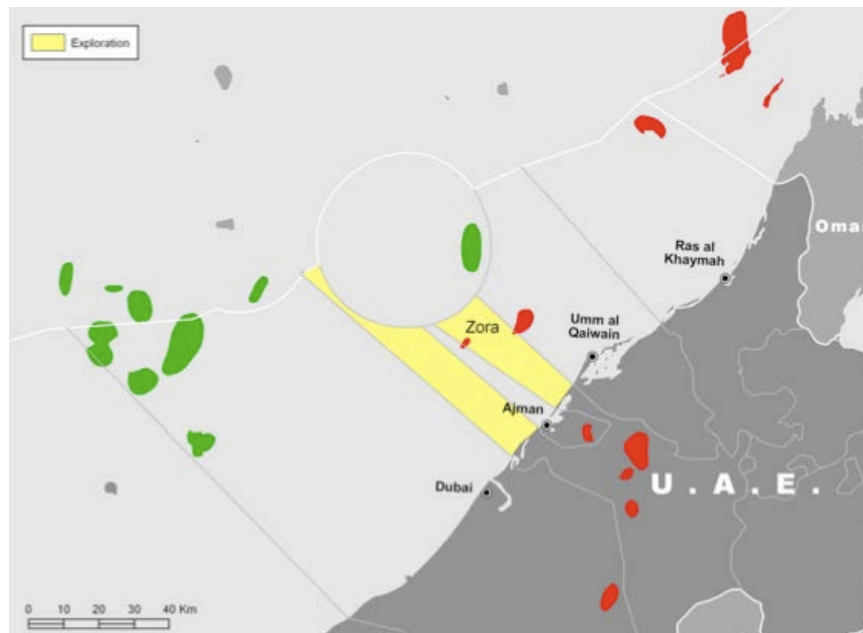 Exploration
Oman
Ras al
Khaymah
Zora
Umm al
Qaiwain
Ajman
Dubai
U.A.E.
0 10 20 30 40 Km